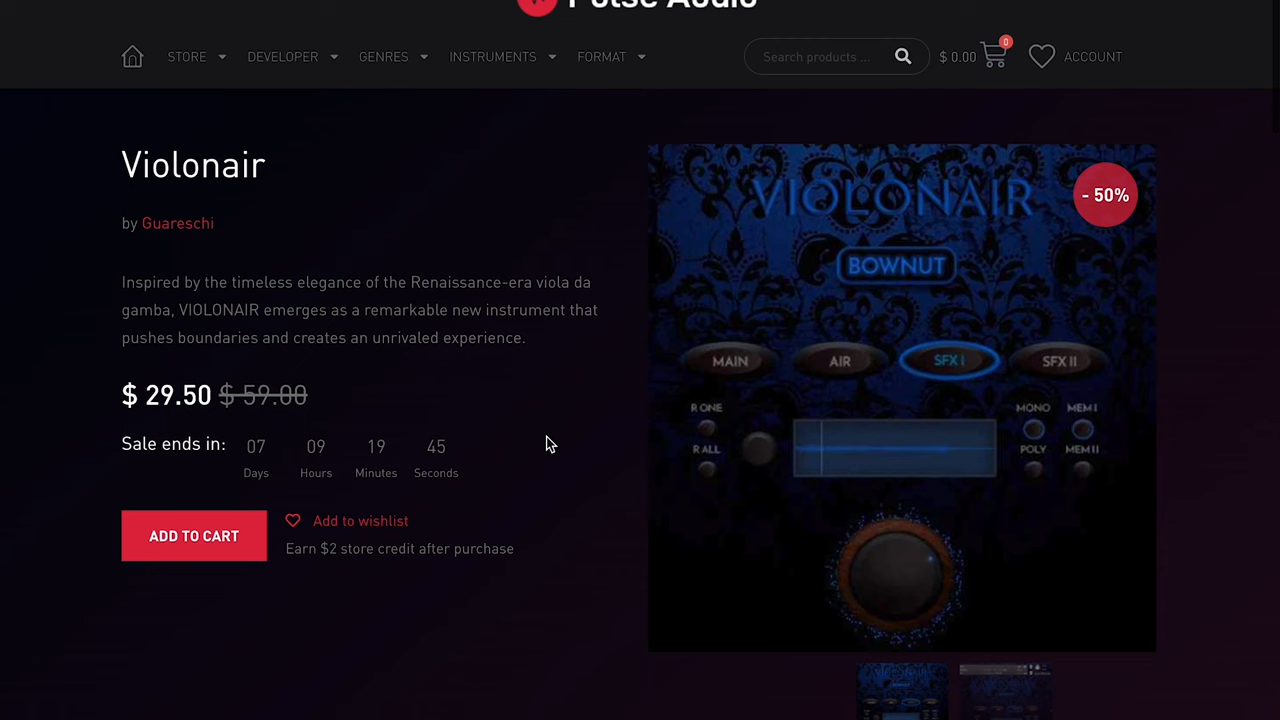 Pulse Audio
STORE DEVELOPER GENRES INSTRUMENTS FORMAT Search products ... $ 0.00 0 ACCOUNT
Violonair
by Guareschi
Inspired by the timeless elegance of the Renaissance-era viola da
gamba, VIOLONAIR emerges as a remarkable new instrument that
pushes boundaries and creates an unrivaled experience.
$ 29.50 $ 59.00
Sale ends in: 07 09 19 45
Days Hours Minutes Seconds
ADD TO CART
Add to wishlist
Earn $2 store credit after purchase
VIOLONAIR
- 50%
BOWNUT
MAIN AIR SFX I SFX II
R ONE MONO MEM I
R ALL POLY MEM II